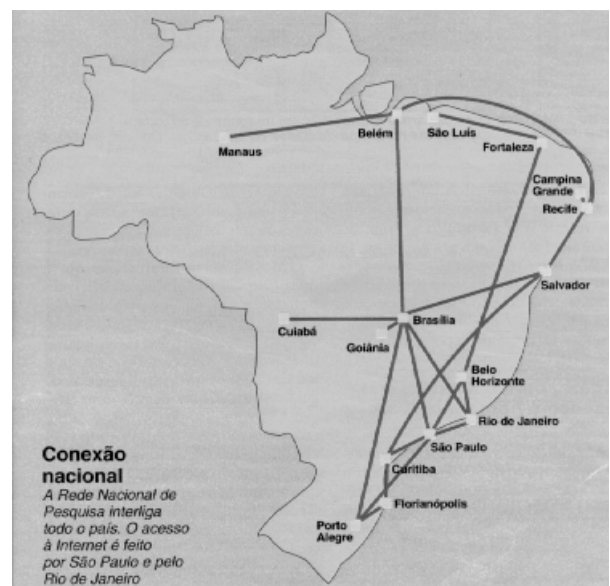 Belém
São Luís
Manaus
Fortaleza
Campina
Grande
Recife
Salvador
Brasília
Cuiabá
Goiânia
Belo
Horizonte
Rio de Janeiro
São Paulo
Curitiba
Florianópolis
Porto
Alegre
Conexão
nacional
A Rede Nacional de
Pesquisa interliga
todo o país. O acesso
à Internet é feito
por São Paulo e pelo
Rio de Janeiro